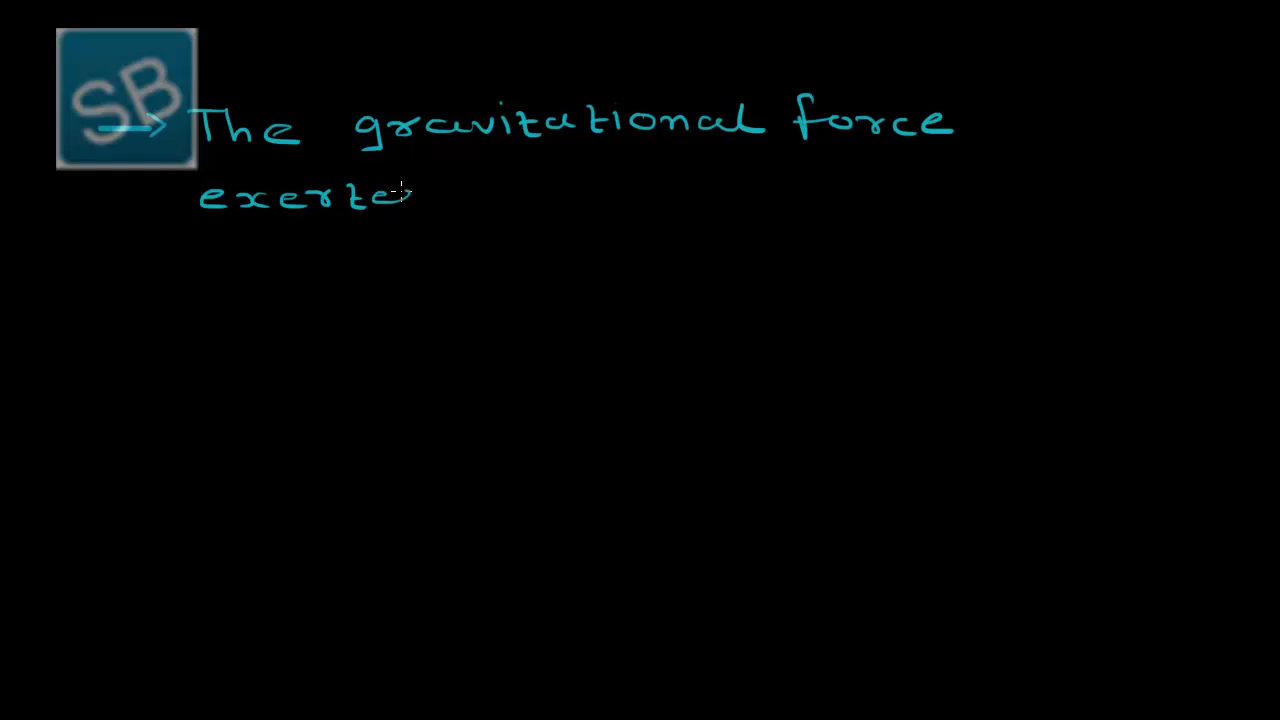 SB
→ The gravitational force
exerte